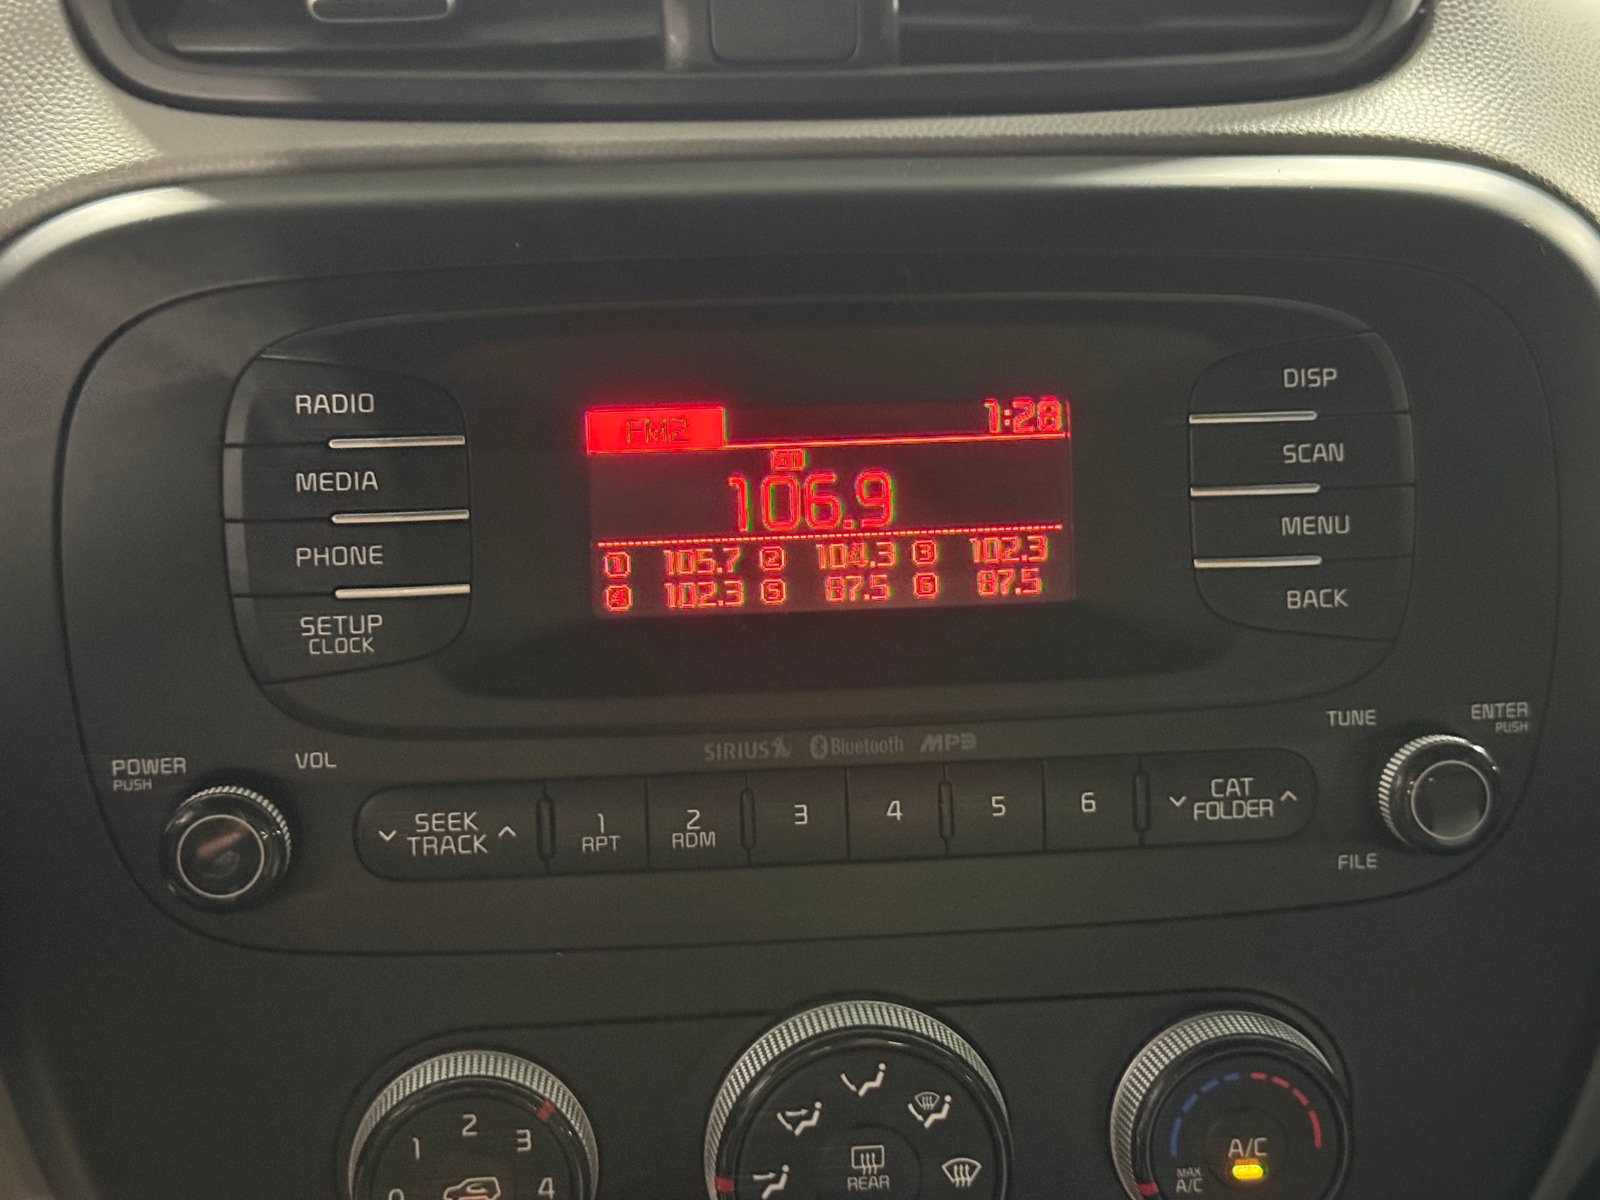 RADIO
MEDIA
PHONE
SETUP
CLOCK
FM2 1:28
ST
106.9
1 105.7 2 104.3 3 102.3
4 102.3 5 87.5 6 87.5
DISP
SCAN
MENU
BACK
POWER
PUSH
VOL
SIRIUS Bluetooth MP3
TUNE
ENTER
PUSH
SEEK
TRACK
1
RPT
2
RDM
3
4
5
6
CAT
FOLDER
FILE
0 1 2 3 4
REAR
A/C
MAX
A/C